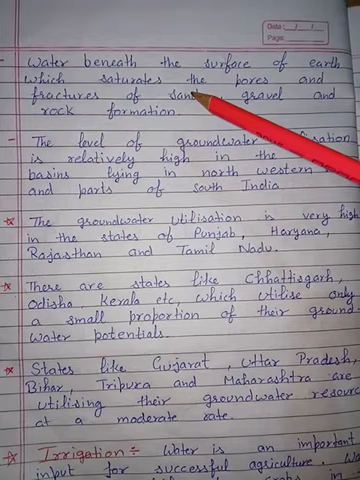 Date: / /
Page:
Water beneath the surface of earth
which saturates the pores and
fractures of sand, gravel and
rock formation.
- The level of groundwater
is relatively high in the
basins lying in north western
and parts of South India
* The groundwater utilisation is very high
in the states of Punjab, Haryana,
Rajasthan and Tamil Nadu.
* There are states like Chhattisgarh,
Odisha, Kerala etc, which utilise only
a small proportion of their ground-
water potentials.
* States like Gujarat, Uttar Pradesh,
Bihar, Tripura and Maharashtra are
utilising their groundwater resourc
at a moderate rate.
* Irrigation ÷ Water is an important
input for successful agriculture. Wa
crops in